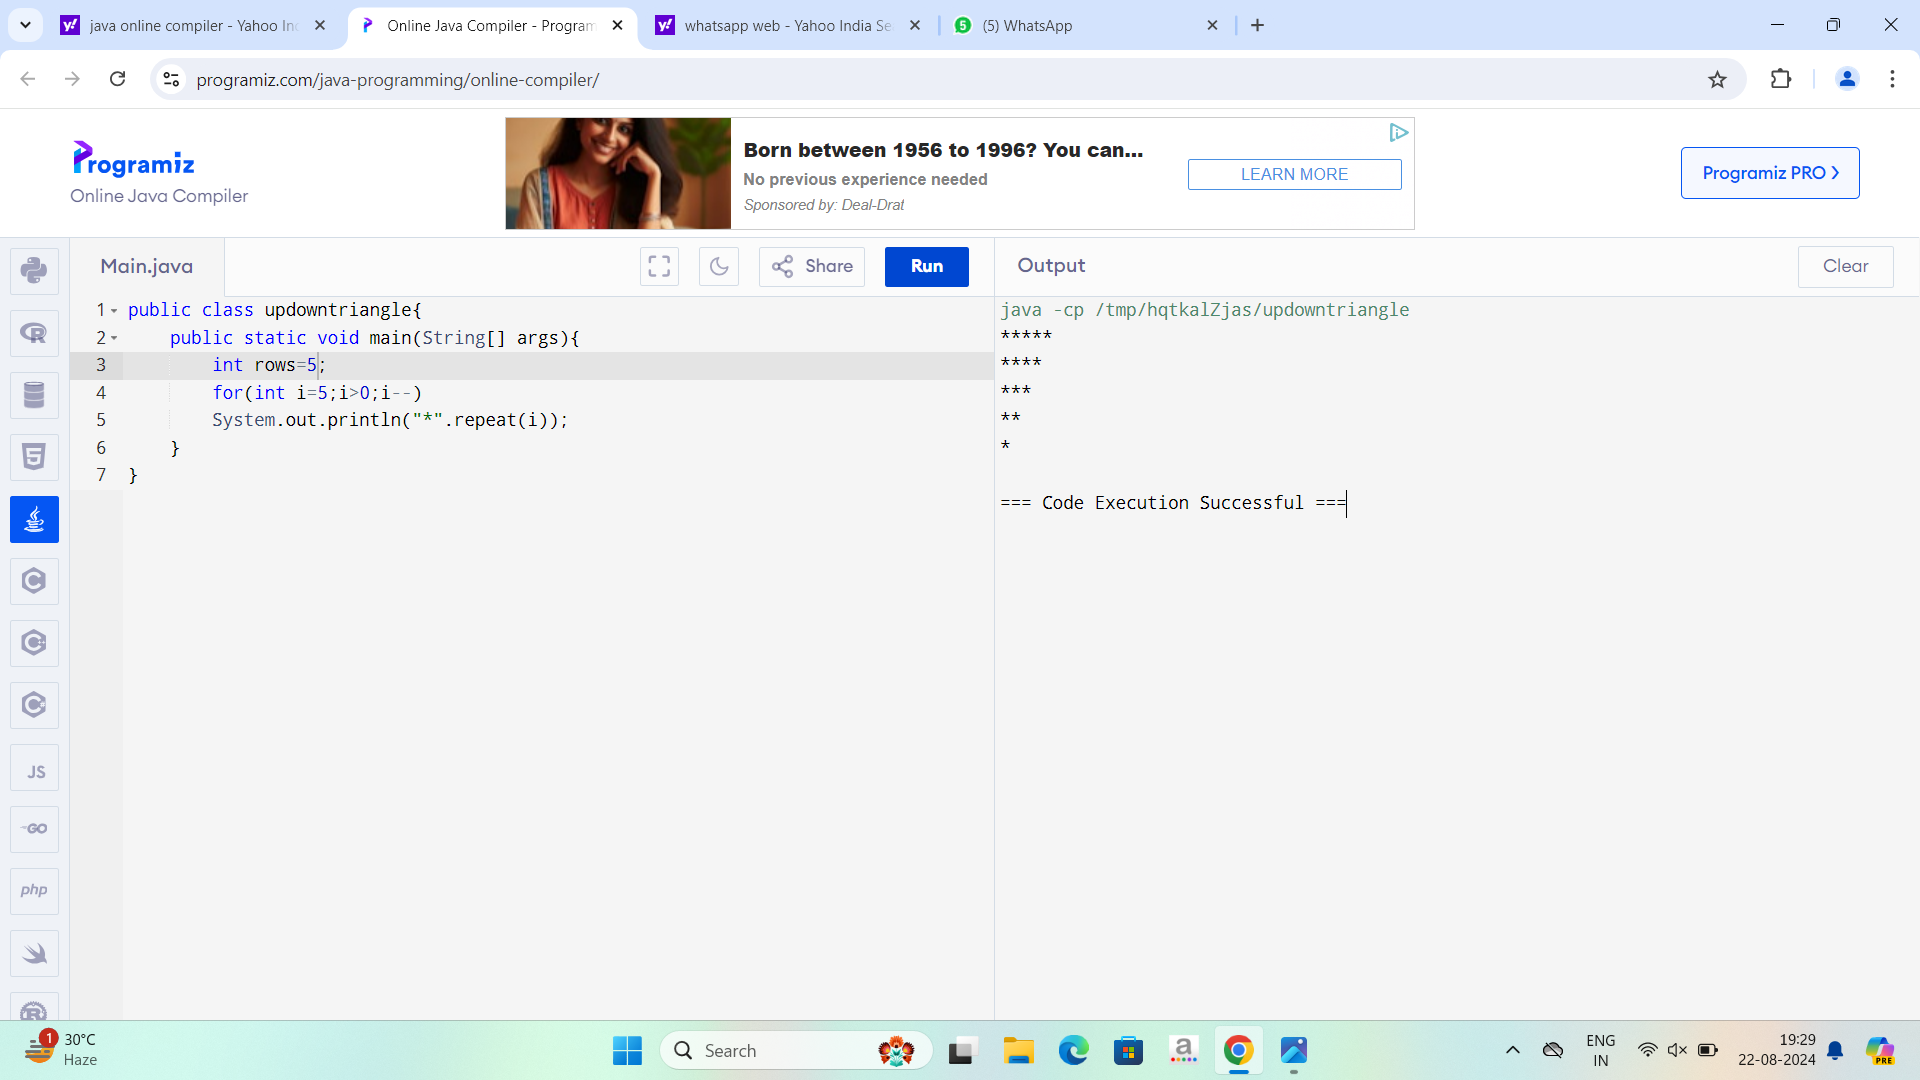 java online compiler - Yahoo Inc
Online Java Compiler - Program
whatsapp web - Yahoo India Se
(5) WhatsApp
programiz.com/java-programming/online-compiler/
Programiz
Online Java Compiler
Born between 1956 to 1996? You can...
No previous experience needed
Sponsored by: Deal-Drat
LEARN MORE
Programiz PRO >
Main.java
Share
Run
Output
Clear
1 public class updowntriangle{
2     public static void main(String[] args){
3         int rows=5;
4         for(int i=5;i>0;i--)
5         System.out.println("*".repeat(i));
6     }
7 }
java -cp /tmp/hqtkalZjas/updowntriangle
*****
****
***
**
*
=== Code Execution Successful ===
R
5
C
C
C
JS
GO
php
R
1
30°C
Haze
Search
a
ENG
IN
19:29
22-08-2024
PRE